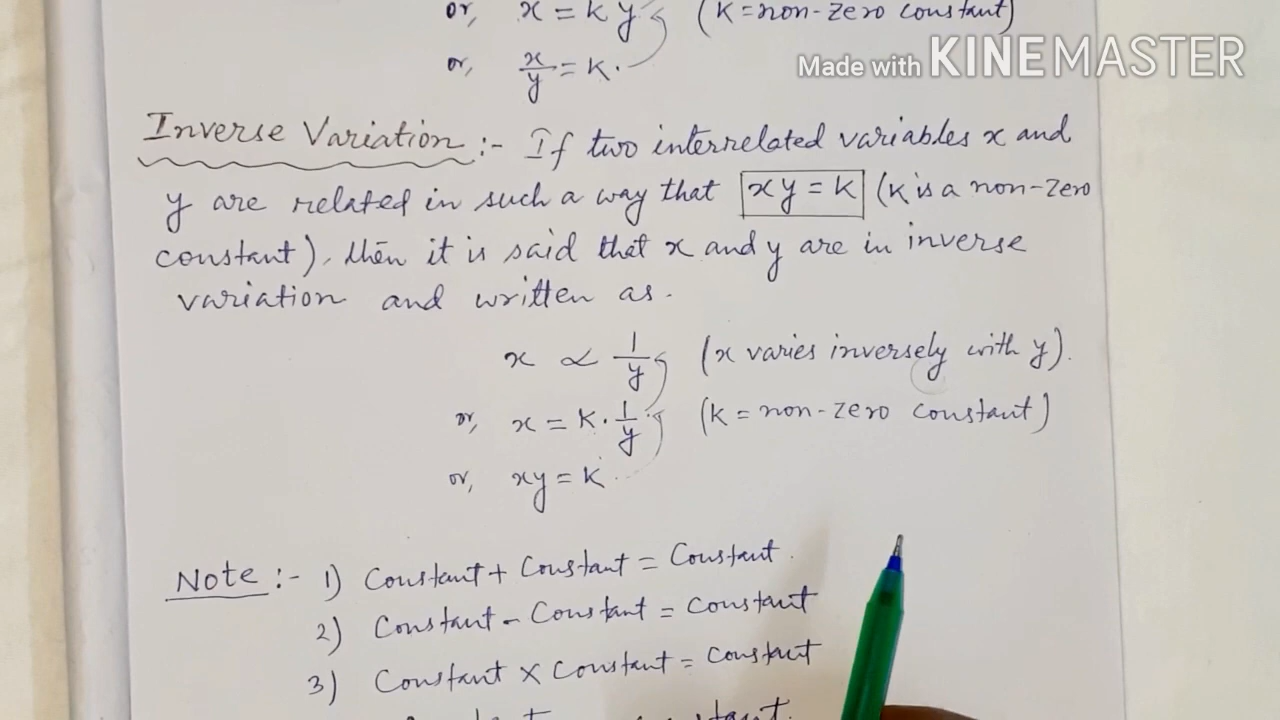 or, x = k y (k = non-zero constant)
or, x/y = k.
Made with KINEMASTER
Inverse Variation :- If two interrelated variables x and
y are related in such a way that xy = k (k is a non-zero
constant), then it is said that x and y are in inverse
variation and written as.
x ∝ 1/y (x varies inversely with y).
or, x = k · 1/y (k = non-zero constant)
or, xy = k
Note :- 1) Constant + Constant = Constant.
2) Constant - Constant = Constant
3) Constant × Constant = Constant